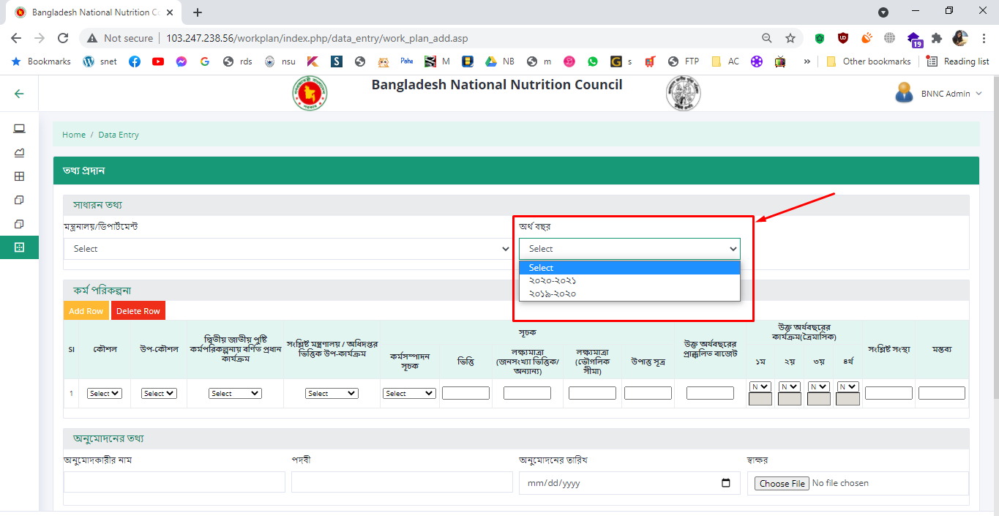 Bangladesh National Nutrition Co
Not secure | 103.247.238.56/workplan/index.php/data_entry/work_plan_add.asp
19
Bookmarks snet rds nsu Pahe M NB m s FTP AC » Other bookmarks Reading list
Bangladesh National Nutrition Council
BNNC Admin
Home / Data Entry
তথ্য প্রদান
সাধারন তথ্য
মন্ত্রনালয়/ডিপার্টমেন্ট
অর্থ বছর
Select
Select
Select
২০২০-২০২১
২০১৯-২০২০
কর্ম পরিকল্পনা
Add Row Delete Row
SI
কৌশল
উপ-কৌশল
দ্বিতীয় জাতীয় পুষ্টি
কর্মপরিকল্পনায় বর্ণিত প্রধান
কার্যক্রম
সংশ্লিষ্ট মন্ত্রণালয় / অধিদপ্তর
ভিত্তিক উপ-কার্যক্রম
সূচক
কর্মসম্পাদন
সূচক
ভিত্তি
লক্ষ্যমাত্রা
(জনসংখ্যা ভিত্তিক/
অন্যান্য)
লক্ষ্যমাত্রা
(ভৌগলিক
সীমা)
উপাত্ত সূত্র
উক্ত অর্থবছরের
প্রাক্কলিত বাজেট
উক্ত অর্থবছরের
কার্যক্রম(ত্রৈমাসিক)
১ম ২য় ৩য় ৪র্থ
সংশ্লিষ্ট সংস্থা
মন্তব্য
1 Select Select Select Select Select N N N N
অনুমোদনের তথ্য
অনুমোদকারীর নাম পদবী অনুমোদনের তারিখ স্বাক্ষর
mm/dd/yyyy Choose File No file chosen